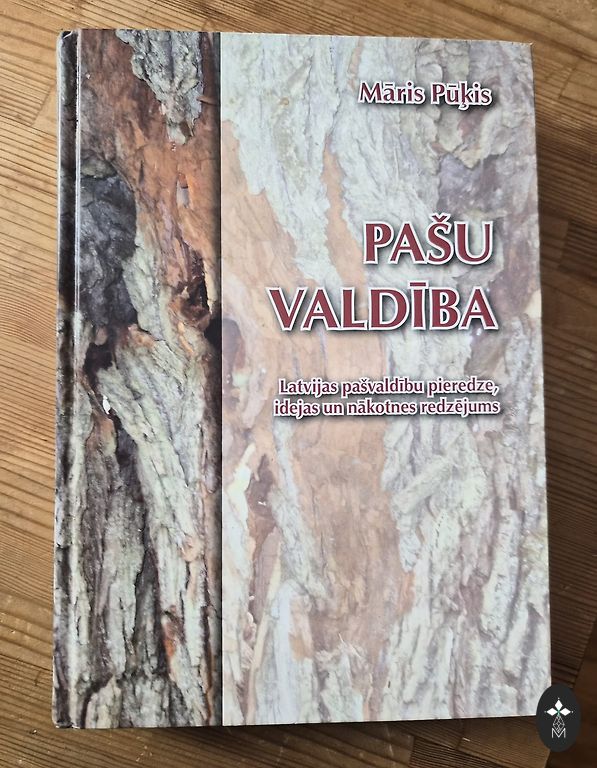 Māris Pūķis
PAŠU
VALDĪBA
Latvijas pašvaldību pieredze,
idejas un nākotnes redzējums
M